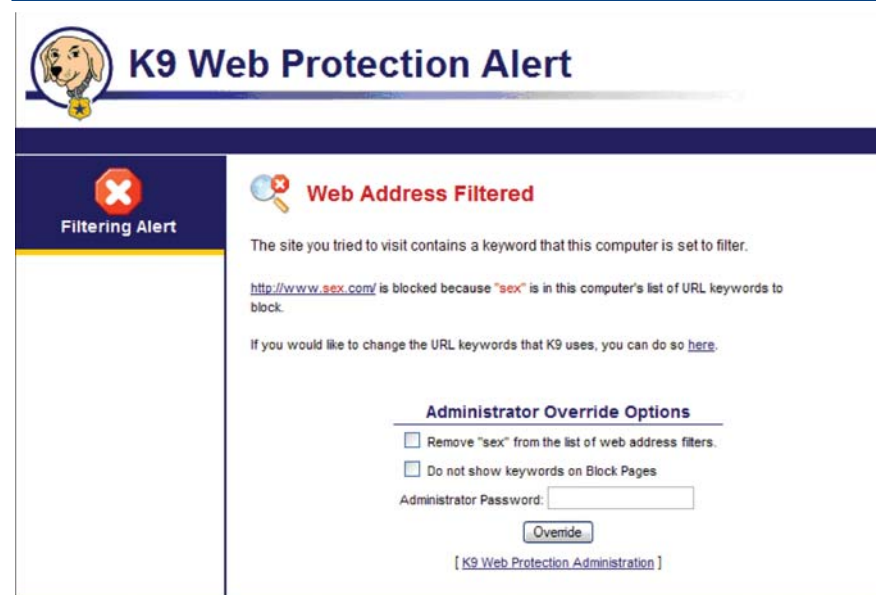 K9 Web Protection Alert
Filtering Alert
Web Address Filtered
The site you tried to visit contains a keyword that this computer is set to filter.
http://www.sex.com/ is blocked because "sex" is in this computer's list of URL keywords to
block.
If you would like to change the URL keywords that K9 uses, you can do so here.
Administrator Override Options
Remove "sex" from the list of web address filters.
Do not show keywords on Block Pages
Administrator Password:
Override
[ K9 Web Protection Administration ]